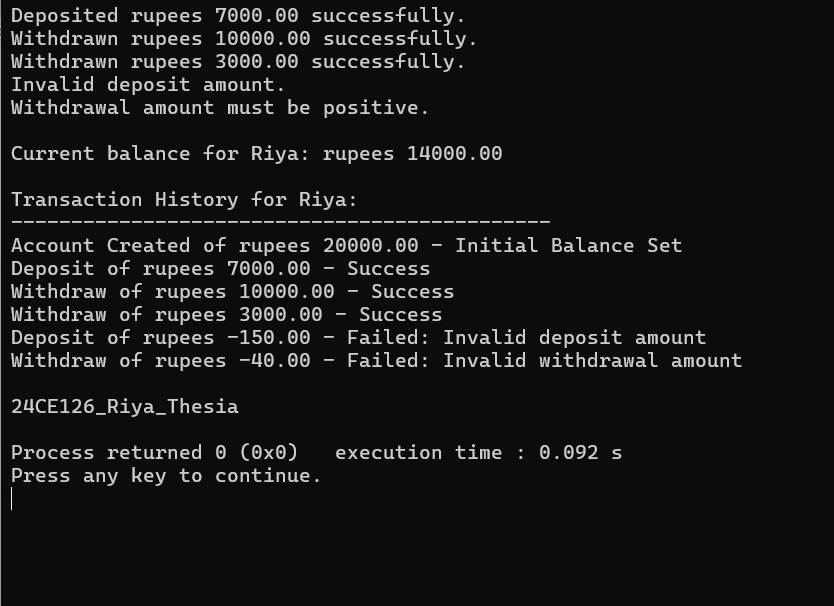 Deposited rupees 7000.00 successfully.
Withdrawn rupees 10000.00 successfully.
Withdrawn rupees 3000.00 successfully.
Invalid deposit amount.
Withdrawal amount must be positive.
Current balance for Riya: rupees 14000.00
Transaction History for Riya:
---------------------------------------------
Account Created of rupees 20000.00 - Initial Balance Set
Deposit of rupees 7000.00 - Success
Withdraw of rupees 10000.00 - Success
Withdraw of rupees 3000.00 - Success
Deposit of rupees -150.00 - Failed: Invalid deposit amount
Withdraw of rupees -40.00 - Failed: Invalid withdrawal amount
24CE126_Riya_Thesia
Process returned 0 (0x0)   execution time : 0.092 s
Press any key to continue.